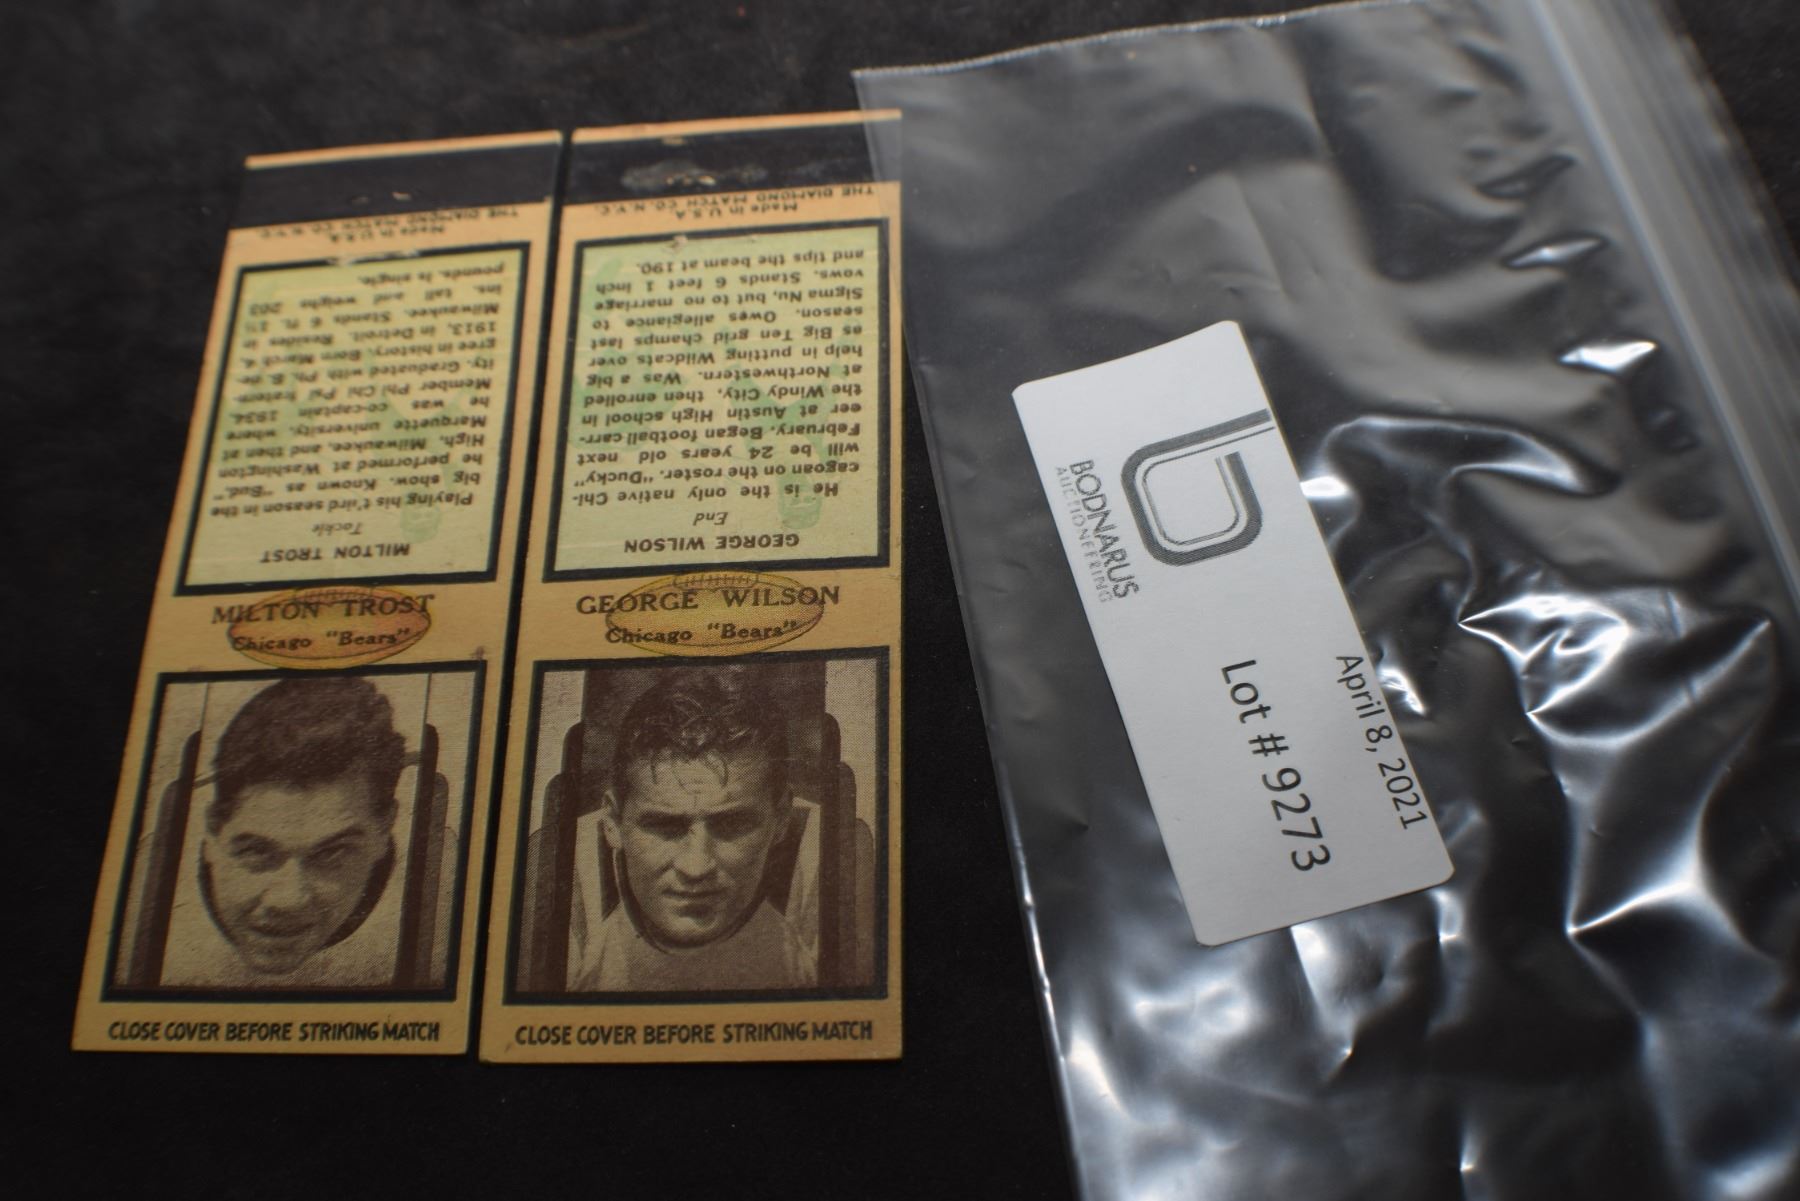 MILTON TROST
Chicago "Bears"
CLOSE COVER BEFORE STRIKING MATCH
MILTON TROST
Tackle
Playing his t'ird season in the
big show. Known as "Bud."
he performed at Washington
High, Milwaukee, and then at
Marquette university, where
he was co-captain 1934.
Member Phi Chi Psi fratern-
ity. Graduated with Ph. B. de-
gree in history. Born March 4,
1913, in Detroit. Resides in
Milwaukee. Stands 6 ft. 1½
ins. tall and weighs 203
pounds. Is single.
Made in U.S.A
THE DIAMOND MATCH CO. N.Y.C.
GEORGE WILSON
Chicago "Bears"
CLOSE COVER BEFORE STRIKING MATCH
GEORGE WILSON
End
He is the only native Chi-
cagoan on the roster. "Ducky"
will be 24 years old next
February. Began football carr-
eer at Austin High school in
the Windy City, then enrolled
at Northwestern. Was a big
help in putting Wildcats over
as Big Ten grid champs last
season. Owes allegiance to
Sigma Nu, but to no marriage
vows. Stands 6 feet 1 inch
and tips the beam at 190.
Made in U.S.A
THE DIAMOND MATCH CO. N.Y.C.
BODNARUS
AUCTIONEERING
April 8, 2021
Lot # 9273